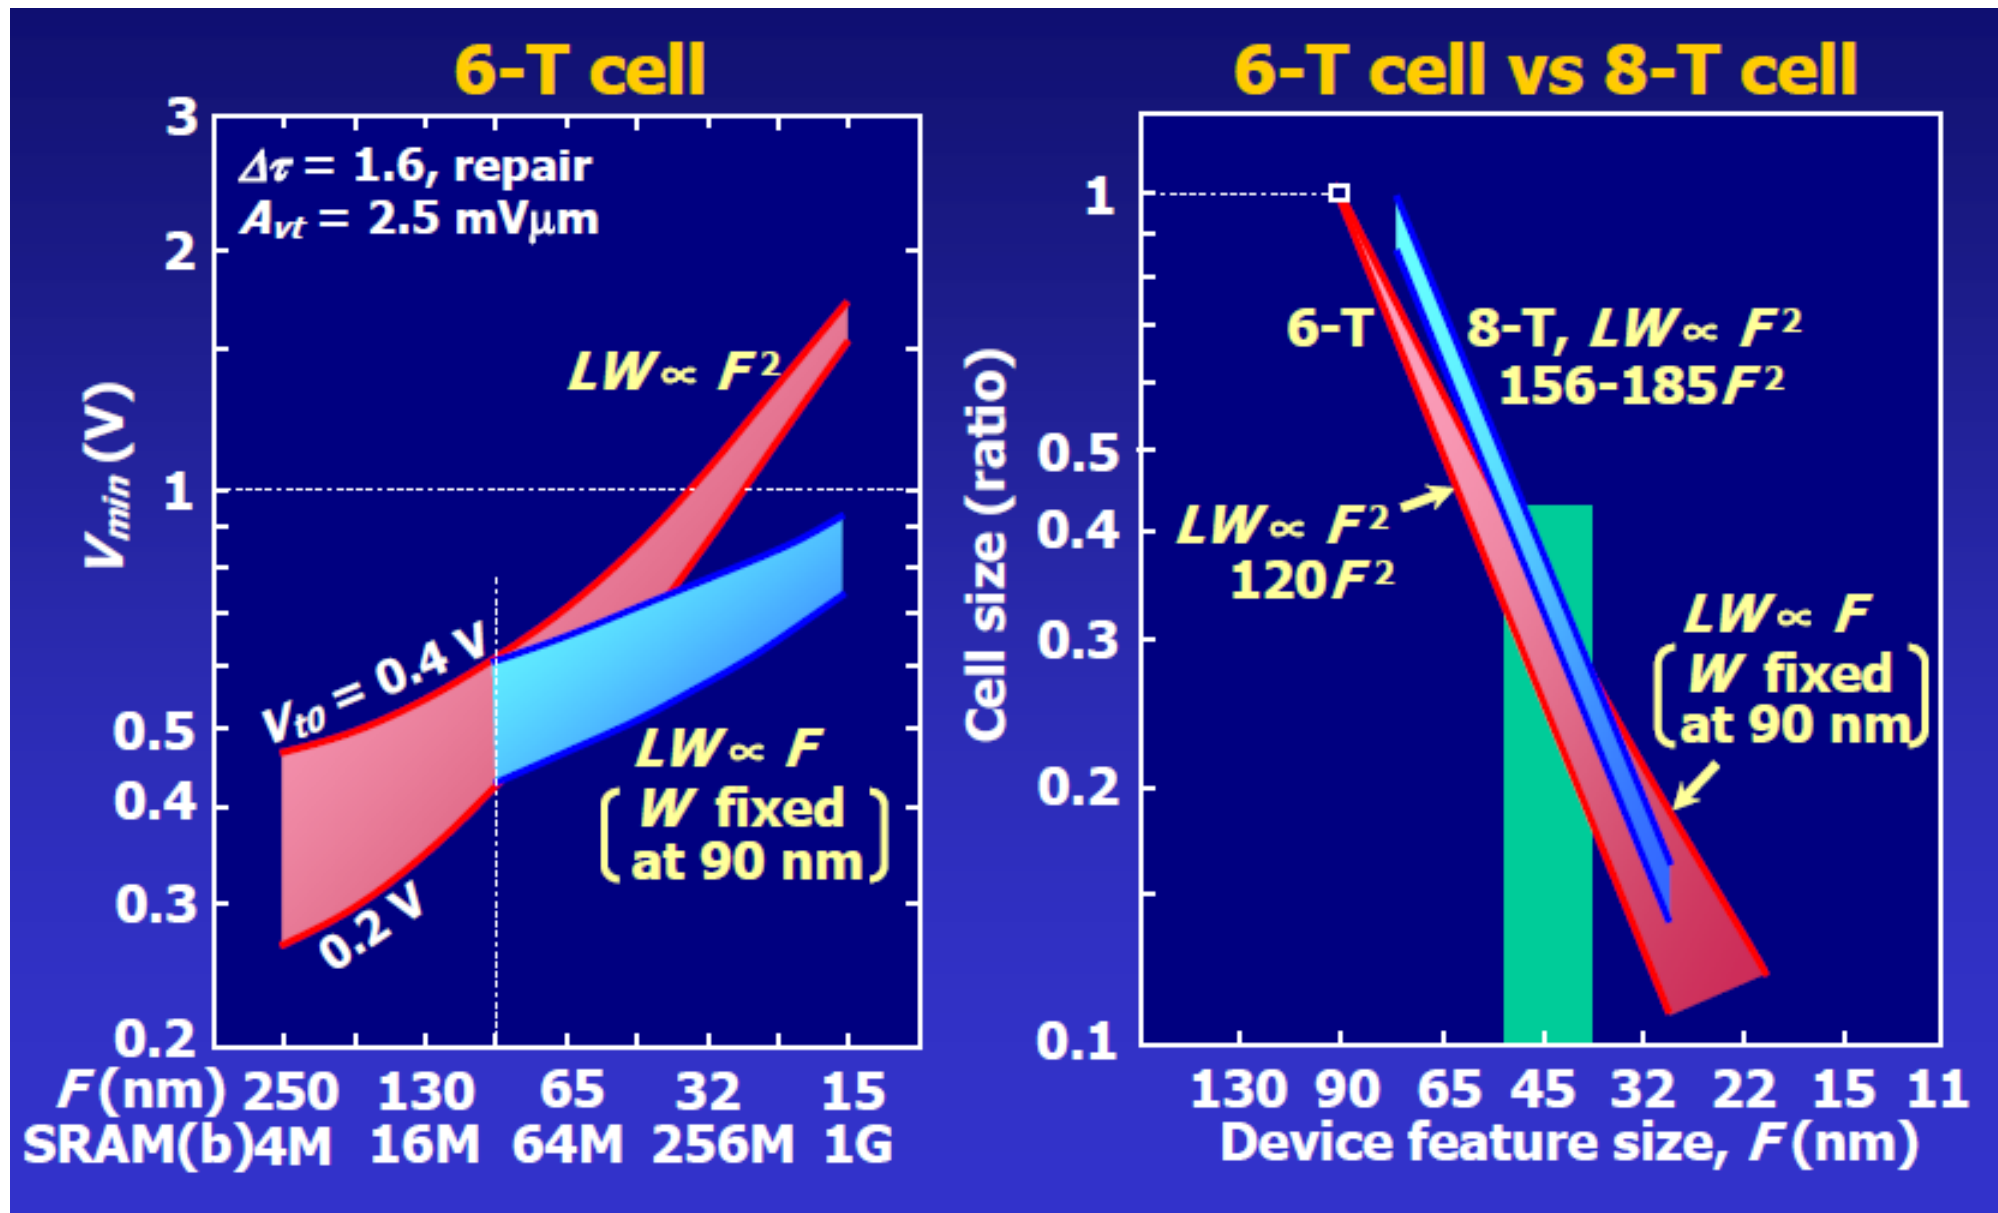 6-T cell
3
2
1
0.5
0.4
0.3
0.2
V_min (V)
Δτ = 1.6, repair
A_vt = 2.5 mVμm
LW ∝ F²
V_t0 = 0.4 V
0.2 V
LW ∝ F
W fixed
at 90 nm
F (nm) 250 130 65 32 15
SRAM(b) 4M 16M 64M 256M 1G
6-T cell vs 8-T cell
1
0.5
0.4
0.3
0.2
0.1
Cell size (ratio)
6-T
8-T, LW ∝ F²
156-185F²
LW ∝ F²
120F²
LW ∝ F
W fixed
at 90 nm
130 90 65 45 32 22 15 11
Device feature size, F (nm)